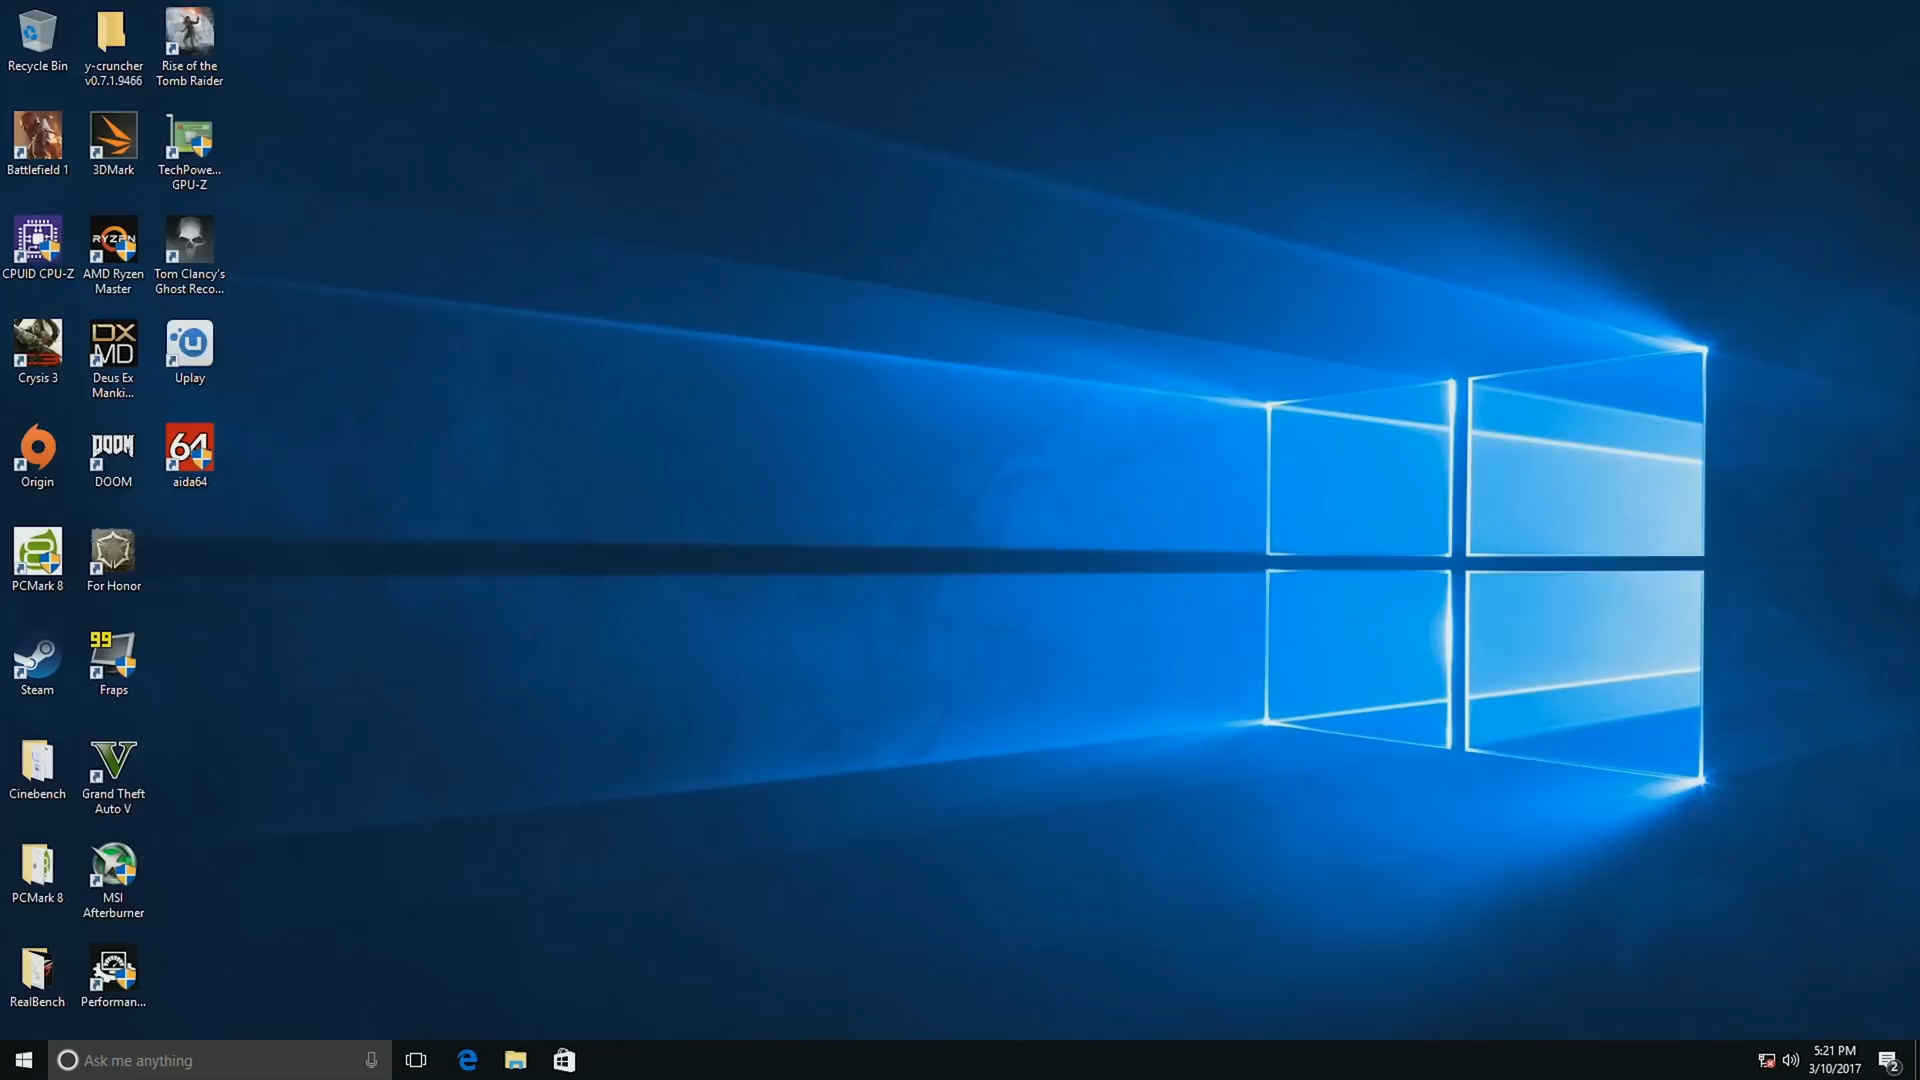 Recycle Bin
y-cruncher
v0.7.1.9466
Rise of the
Tomb Raider
Battlefield 1
3DMark
TechPowe...
GPU-Z
RYZEN
CPUID CPU-Z
AMD Ryzen
Master
Tom Clancy's
Ghost Reco...
DX
MD
Crysis 3
Deus Ex
Manki...
Uplay
DOOM
64
Origin
DOOM
aida64
PCMark 8
For Honor
99
Steam
Fraps
Cinebench
Grand Theft
Auto V
PCMark 8
MSI
Afterburner
RealBench
Performan...
Ask me anything
5:21 PM
3/10/2017
2